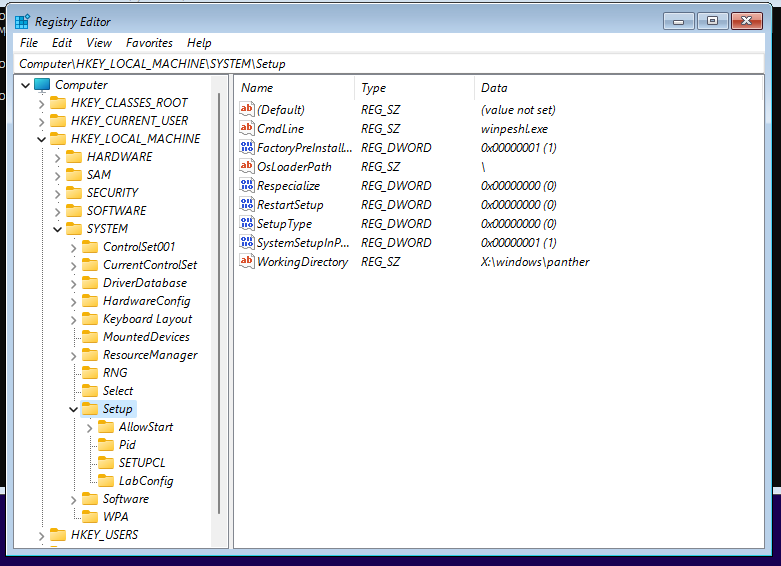 Registry Editor
File Edit View Favorites Help
Computer\HKEY_LOCAL_MACHINE\SYSTEM\Setup
Computer
HKEY_CLASSES_ROOT
HKEY_CURRENT_USER
HKEY_LOCAL_MACHINE
HARDWARE
SAM
SECURITY
SOFTWARE
SYSTEM
ControlSet001
CurrentControlSet
DriverDatabase
HardwareConfig
Keyboard Layout
MountedDevices
ResourceManager
RNG
Select
Setup
AllowStart
Pid
SETUPCL
LabConfig
Software
WPA
HKEY_USERS
Name Type Data
(Default) REG_SZ (value not set)
CmdLine REG_SZ winpeshl.exe
FactoryPreInstall... REG_DWORD 0x00000001 (1)
OsLoaderPath REG_SZ \
Respecialize REG_DWORD 0x00000000 (0)
RestartSetup REG_DWORD 0x00000000 (0)
SetupType REG_DWORD 0x00000000 (0)
SystemSetupInP... REG_DWORD 0x00000001 (1)
WorkingDirectory REG_SZ X:\windows\panther